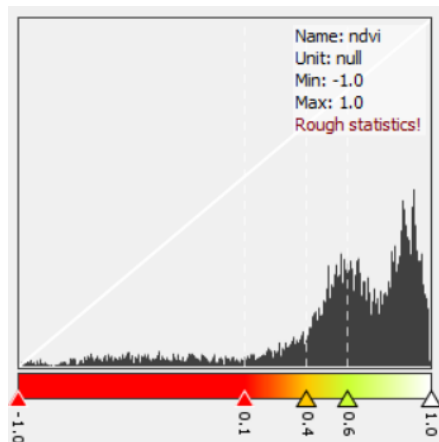 Name: ndvi
Unit: null
Min: -1.0
Max: 1.0
Rough statistics!
-1.0
0.1
0.4
0.6
1.0